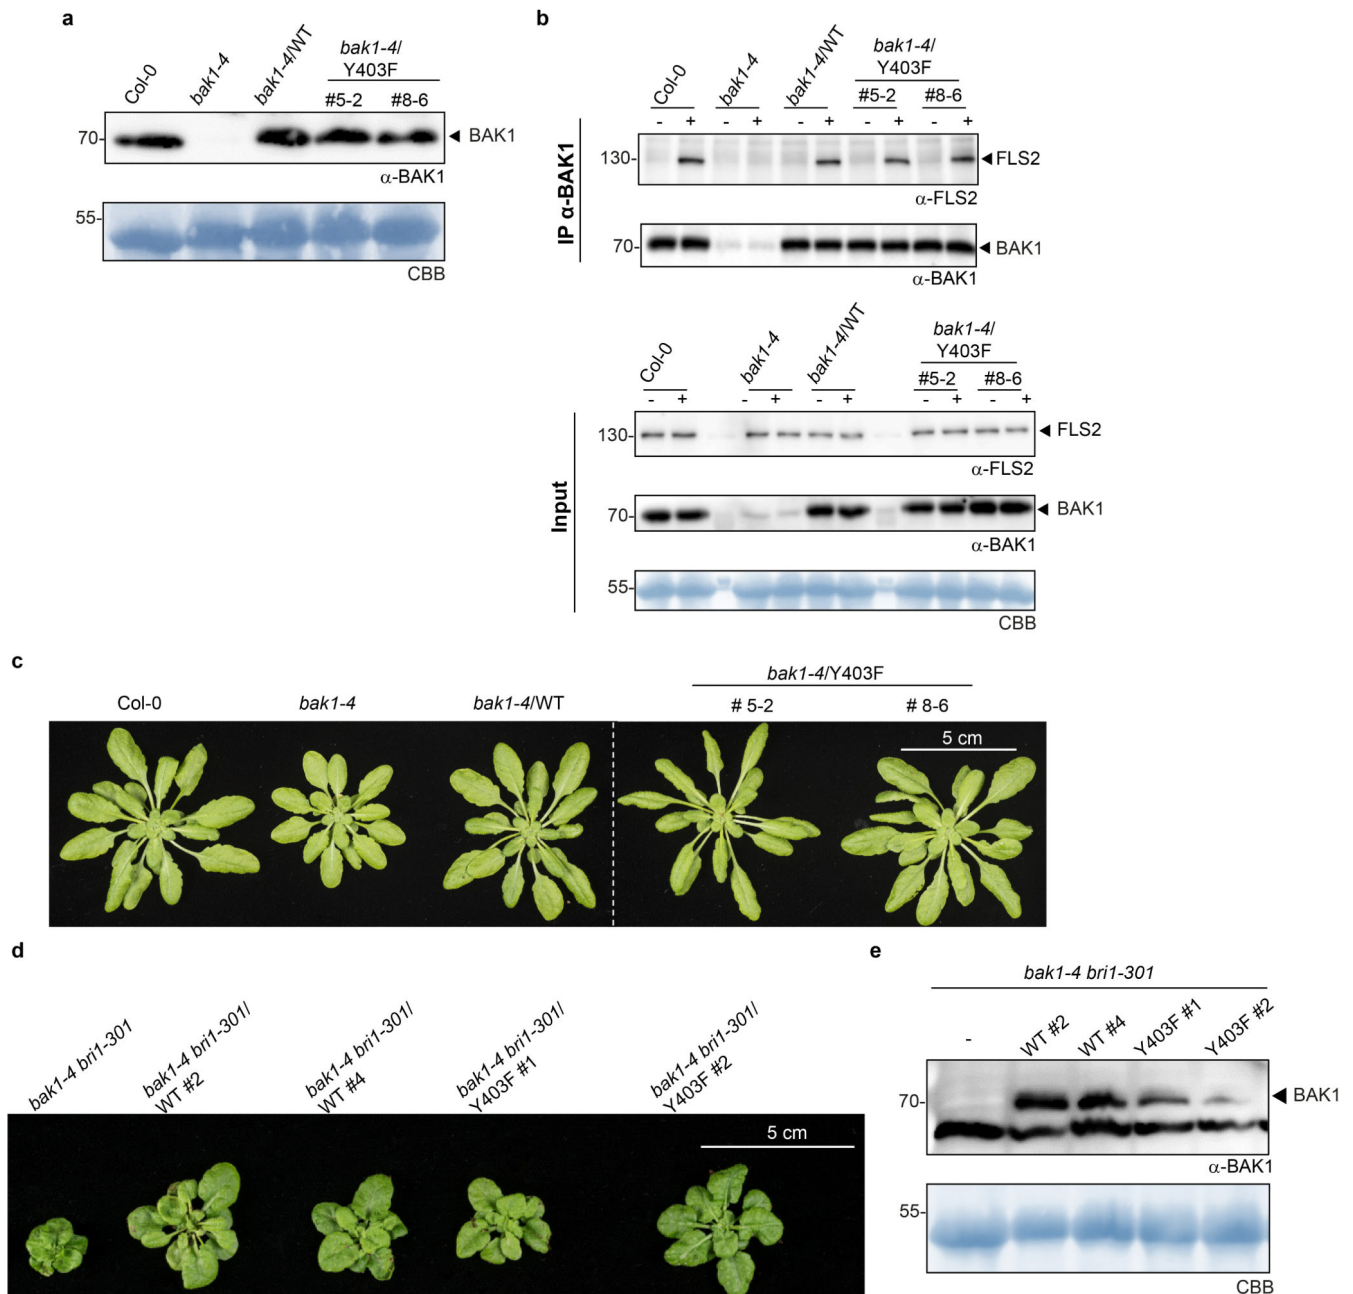 a
Col-0
bak1-4
bak1-4/WT
bak1-4/
Y403F
#5-2
#8-6
70-
BAK1
α-BAK1
55-
CBB
b
Col-0
bak1-4
bak1-4/WT
bak1-4/
Y403F
#5-2
#8-6
- + - + - + - + - +
IP α-BAK1
130-
FLS2
α-FLS2
70-
BAK1
α-BAK1
Col-0
bak1-4
bak1-4/WT
bak1-4/
Y403F
#5-2
#8-6
- + - + - + - + - +
Input
130-
FLS2
α-FLS2
70-
BAK1
α-BAK1
55-
CBB
c
bak1-4/Y403F
Col-0
bak1-4
bak1-4/WT
# 5-2
# 8-6
5 cm
d
bak1-4 bri1-301
bak1-4 bri1-301/
WT #2
bak1-4 bri1-301/
WT #4
bak1-4 bri1-301/
Y403F #1
bak1-4 bri1-301/
Y403F #2
5 cm
e
bak1-4 bri1-301
-
WT #2
WT #4
Y403F #1
Y403F #2
70-
BAK1
α-BAK1
55-
CBB